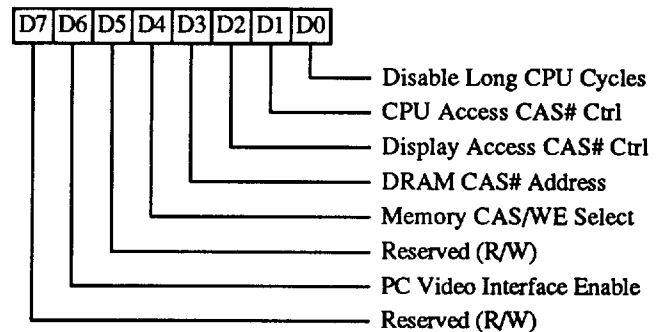 D7 D6 D5 D4 D3 D2 D1 D0
Disable Long CPU Cycles
CPU Access CAS# Ctrl
Display Access CAS# Ctrl
DRAM CAS# Address
Memory CAS/WE Select
Reserved (R/W)
PC Video Interface Enable
Reserved (R/W)